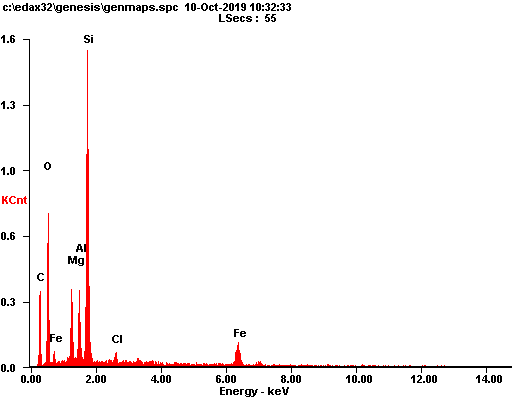 c:\edax32\genesis\genmaps.spc 10-Oct-2019 10:32:33
LSecs : 55
1.6
Si
1.3
1.0
O
KCnt
0.6
Al
Mg
C
0.3
Fe
Cl
Fe
0.0
0.00 2.00 4.00 6.00 8.00 10.00 12.00 14.00
Energy - keV